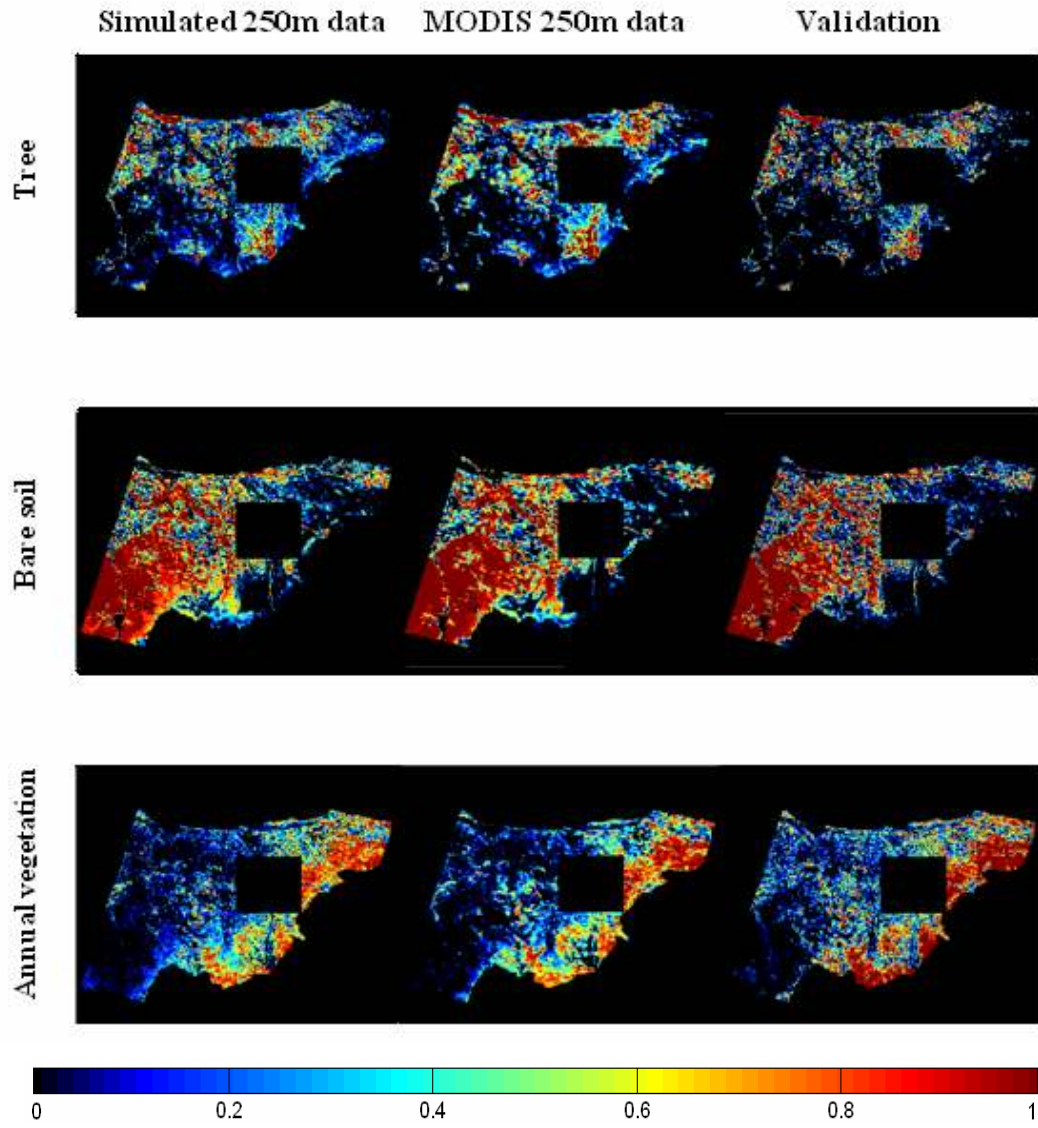 Simulated 250m data MODIS 250m data Validation
Tree
Bare soil
Annual vegetation
0 0.2 0.4 0.6 0.8 1